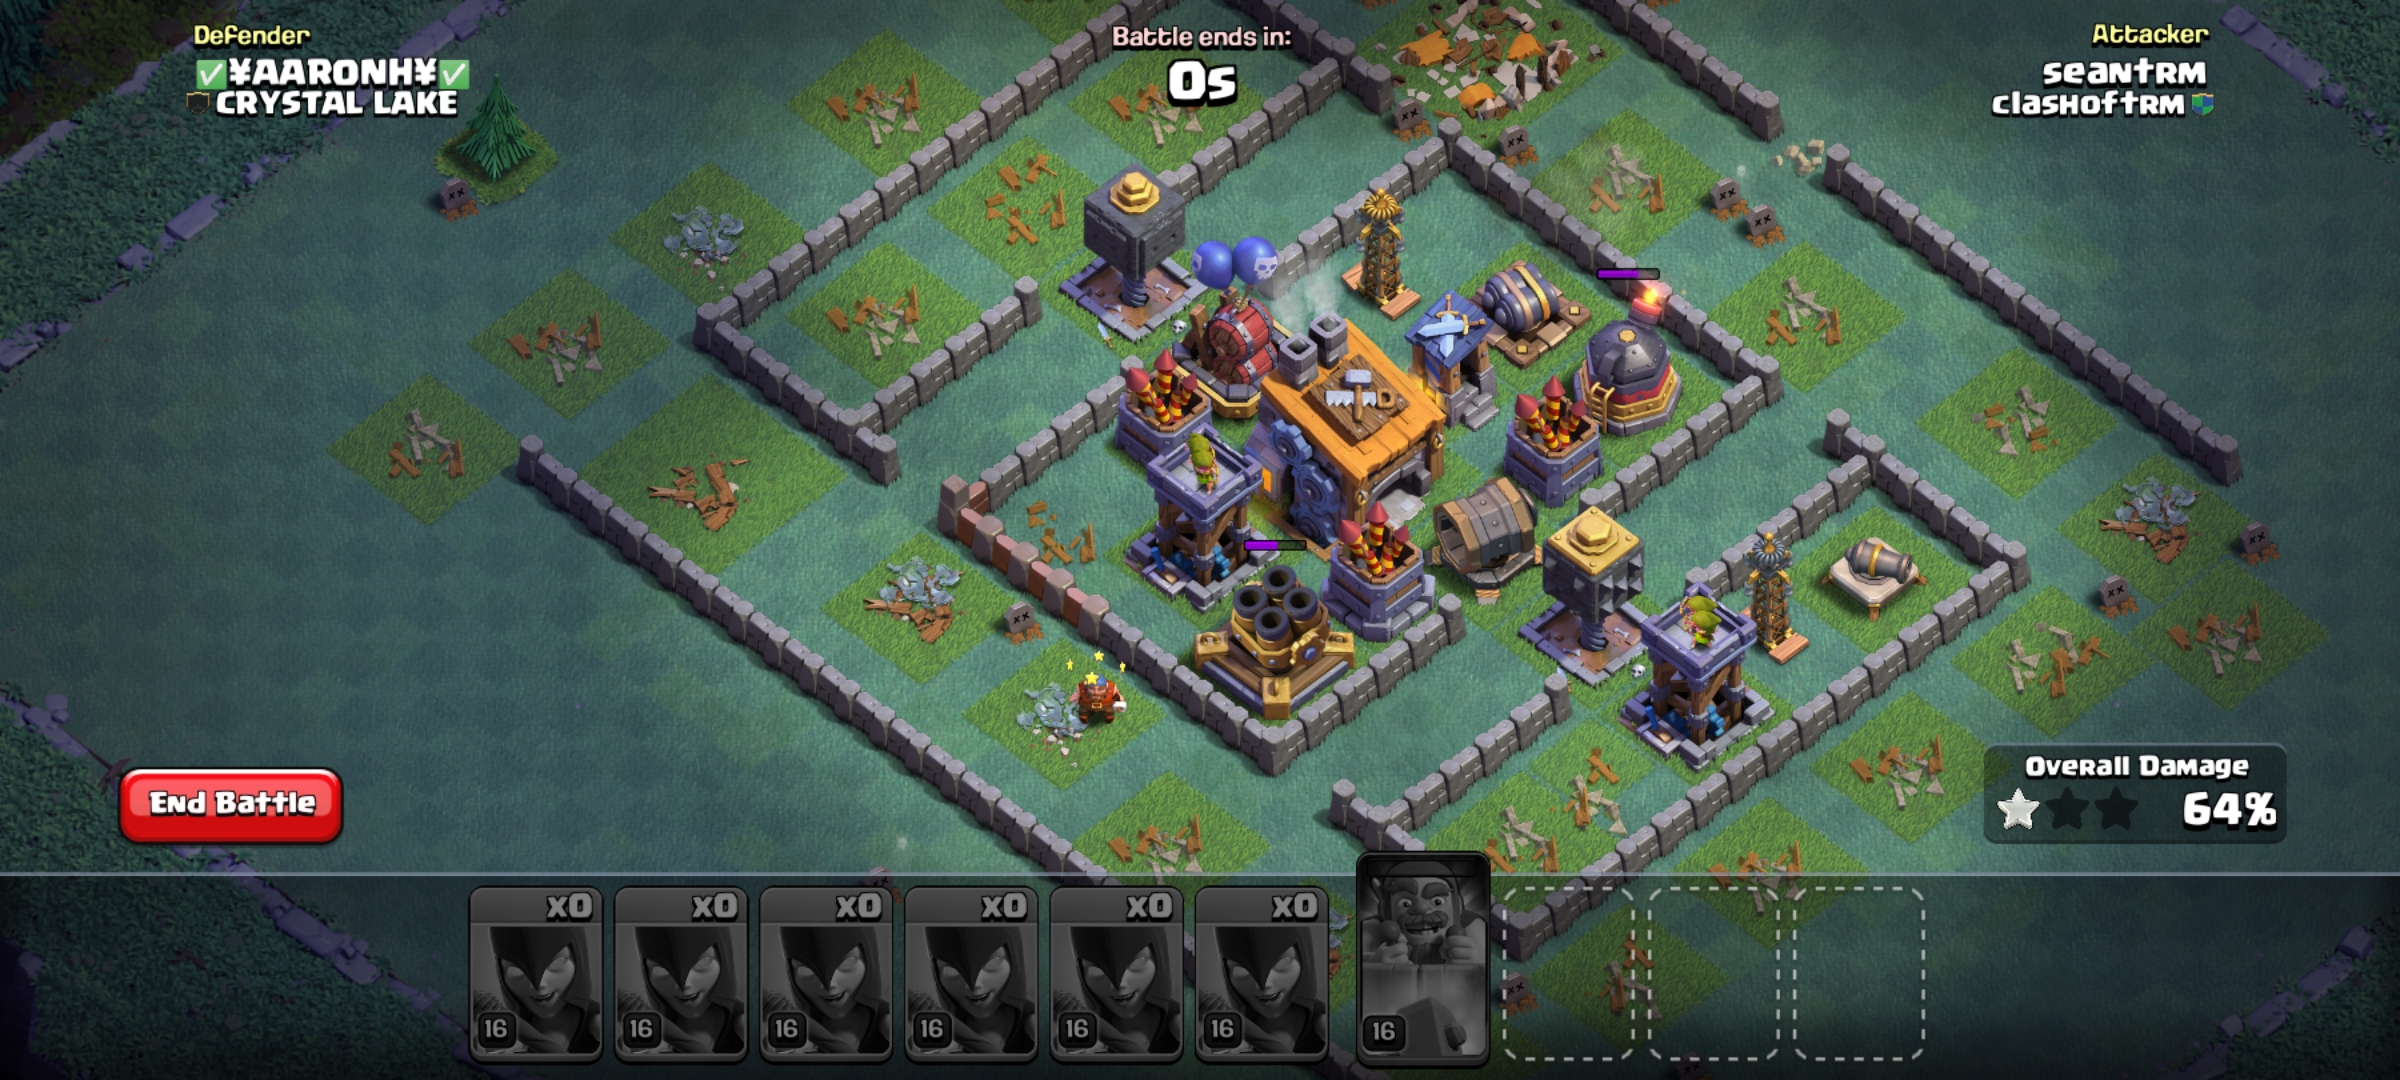 Defender
✅¥AARONH¥✅
CRYSTAL LAKE
Battle ends in:
0s
Attacker
seantRM
clashoftRM
End Battle
Overall Damage
64%
x0
x0
x0
x0
x0
x0
16
16
16
16
16
16
16